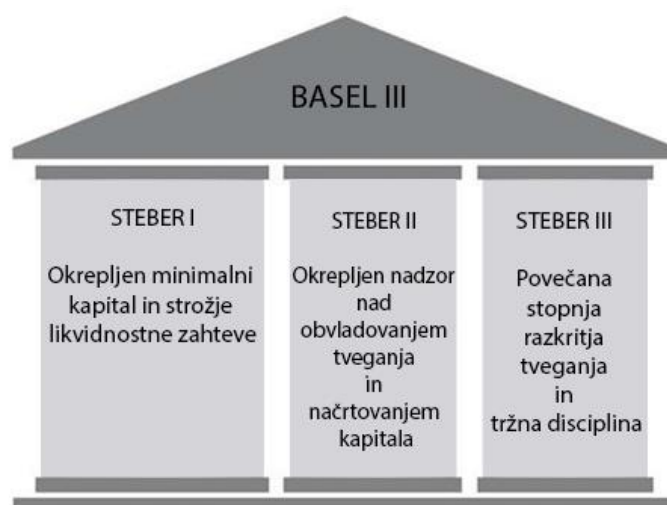 BASEL III
STEBER I
Okrepljen minimalni
kapital in strožje
likvidnostne zahteve
STEBER II
Okrepljen nadzor
nad
obvladovanjem
tveganja
in
načrtovanjem
kapitala
STEBER III
Povečana
stopnja
razkritja
tveganja
in
tržna disciplina